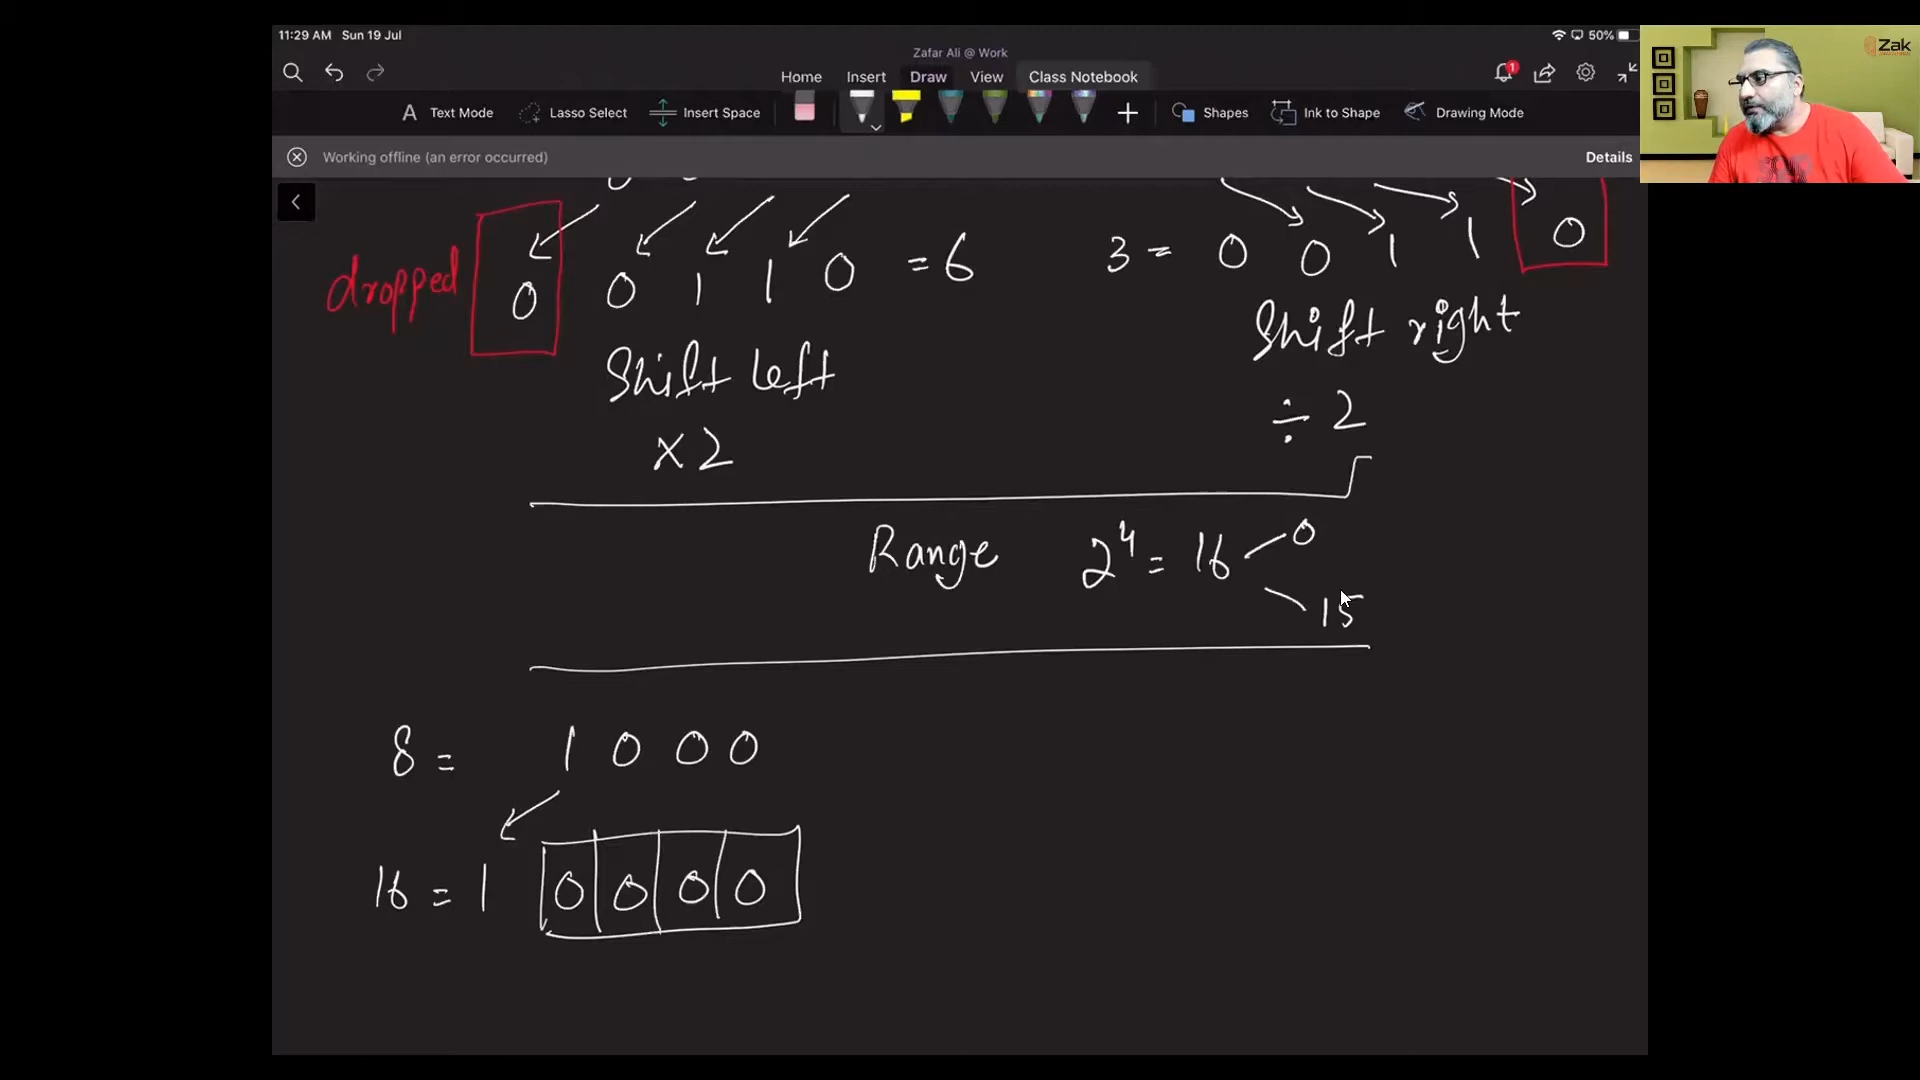 11:29 AM Sun 19 Jul
50%
Zafar Ali @ Work
Home Insert Draw View Class Notebook
1
Text Mode Lasso Select Insert Space Shapes Ink to Shape Drawing Mode
Working offline (an error occurred) Details
Zak
dropped 0 0 1 1 0 = 6
3 = 0 0 1 1 0
Shift left
Shift right
× 2
÷ 2
Range 2⁴ = 16 0
15
8 = 1 0 0 0
16 = 1 0 0 0 0